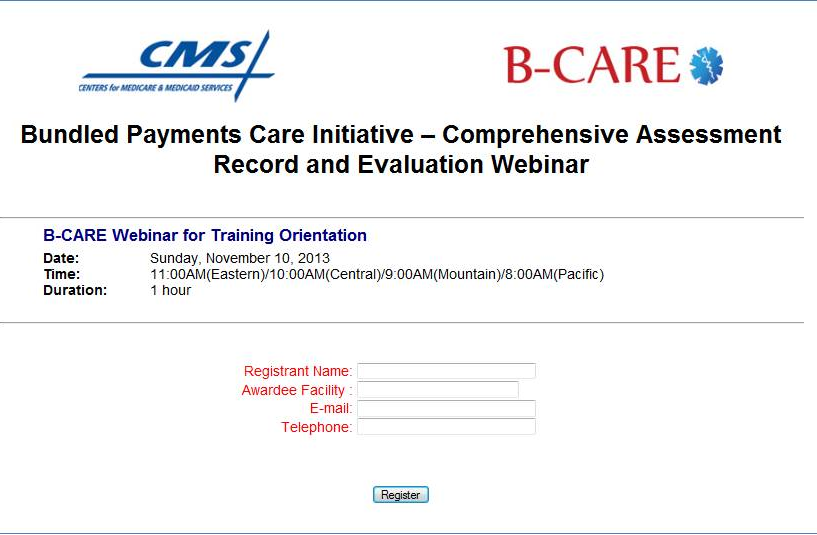 CMS
CENTERS for MEDICARE & MEDICAID SERVICES
B-CARE
Bundled Payments Care Initiative – Comprehensive Assessment
Record and Evaluation Webinar
B-CARE Webinar for Training Orientation
Date: Sunday, November 10, 2013
Time: 11:00AM(Eastern)/10:00AM(Central)/9:00AM(Mountain)/8:00AM(Pacific)
Duration: 1 hour
Registrant Name:
Awardee Facility :
E-mail:
Telephone:
Register